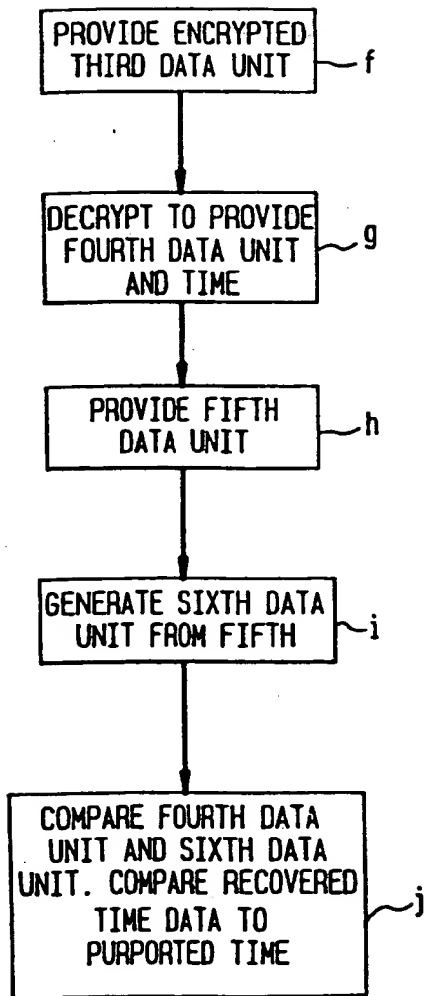 PROVIDE ENCRYPTED
THIRD DATA UNIT
f
DECRYPT TO PROVIDE
FOURTH DATA UNIT
AND TIME
g
PROVIDE FIFTH
DATA UNIT
h
GENERATE SIXTH DATA
UNIT FROM FIFTH
i
COMPARE FOURTH DATA
UNIT AND SIXTH DATA
UNIT. COMPARE RECOVERED
TIME DATA TO
PURPORTED TIME
j